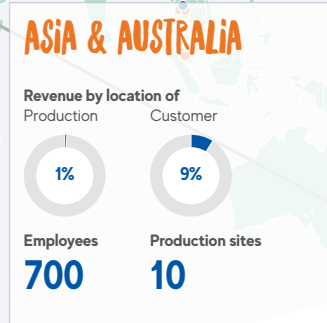 ASiA & AUSTRALiA
Revenue by location of
Production Customer
1% 9%
Employees Production sites
700 10